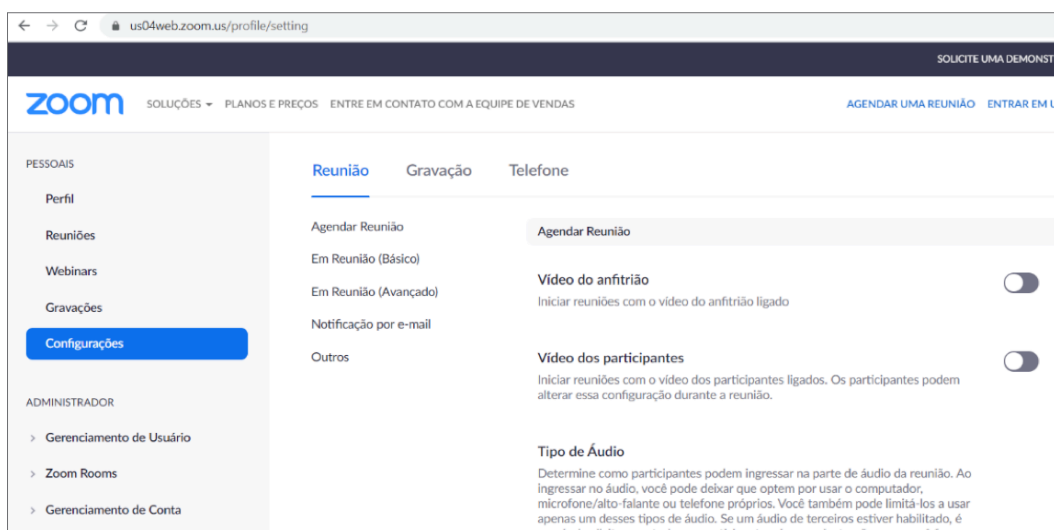 us04web.zoom.us/profile/setting
SOLICITE UMA
zoom
SOLUÇÕES PLANOS E PREÇOS ENTRE EM CONTATO COM A EQUIPE DE VENDAS AGENDAR UMA REUNIÃO ENTRAR EM
PESSOAIS
Perfil
Reuniões
Webinars
Gravações
Configurações
ADMINISTRADOR
Gerenciamento de Usuário
Zoom Rooms
Gerenciamento de Conta
Reunião Gravação Telefone
Agendar Reunião
Em Reunião (Básico)
Em Reunião (Avançado)
Notificação por e-mail
Outros
Agendar Reunião
Vídeo do anfitrião
Iniciar reuniões com o vídeo do anfitrião ligado
Vídeo dos participantes
Iniciar reuniões com o vídeo dos participantes ligados. Os participantes podem
alterar essa configuração durante a reunião.
Tipo de Áudio
Determine como participantes podem ingressar na parte de áudio da reunião. Ao
ingressar no áudio, você pode deixar que optem por usar o computador,
microfone/alto-falante ou telefone próprios. Você também pode limitá-los a usar
apenas um desses tipos de áudio. Se um áudio de terceiros estiver habilitado, é